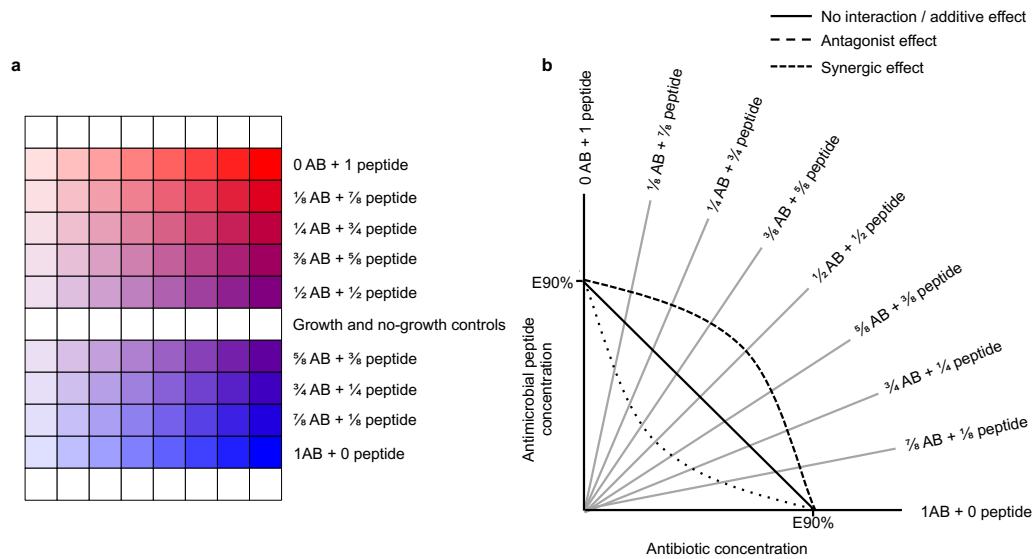 No interaction / additive effect
Antagonist effect
Synergic effect
a
0 AB + 1 peptide
⅛ AB + ⅞ peptide
¼ AB + ¾ peptide
⅜ AB + ⅝ peptide
½ AB + ½ peptide
Growth and no-growth controls
⅝ AB + ⅜ peptide
¾ AB + ¼ peptide
⅞ AB + ⅛ peptide
1AB + 0 peptide
b
0 AB + 1 peptide
⅛ AB + ⅞ peptide
¼ AB + ¾ peptide
⅜ AB + ⅝ peptide
½ AB + ½ peptide
⅝ AB + ⅜ peptide
¾ AB + ¼ peptide
⅞ AB + ⅛ peptide
1AB + 0 peptide
E90%
Antimicrobial peptide
concentration
E90%
Antibiotic concentration